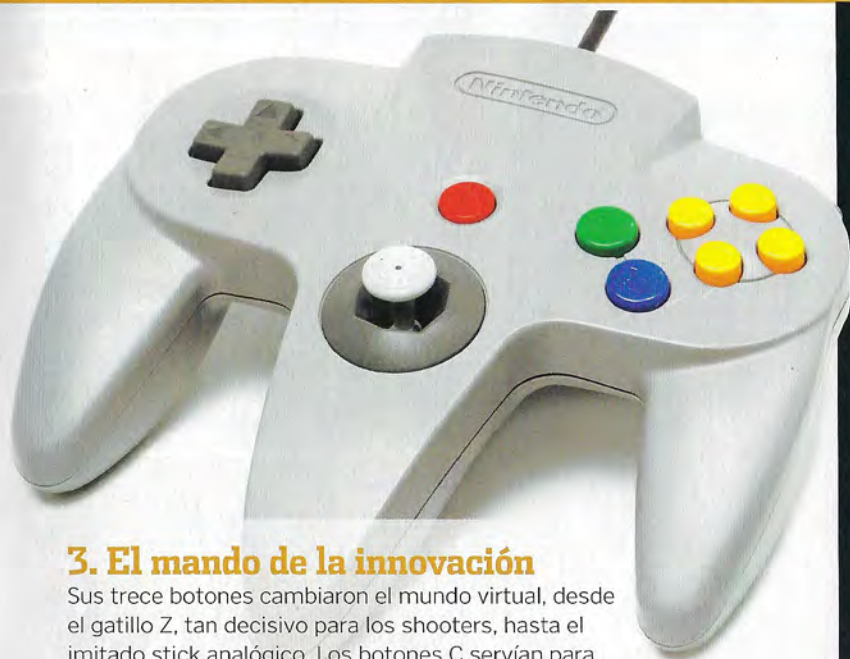 Nintendo
3. El mando de la innovación
Sus trece botones cambiaron el mundo virtual, desde
el gatillo Z, tan decisivo para los shooters, hasta el
imitado stick analógico. Los botones C servían para